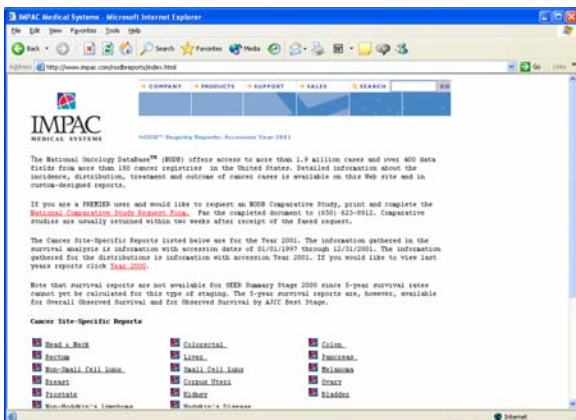 IMPAC Medical Systems - Microsoft Internet Explorer
File Edit View Favorites Tools Help
Back Search Favorites Media
Address http://www.impac.com/nodbreports/index.html Go Links
COMPANY PRODUCTS SUPPORT SALES SEARCH GO
IMPAC
MEDICAL SYSTEMS
NODB™ Registry Reports: Accession Year 2001
The National Oncology DataBase™ (NODB) offers access to more than 1.9 million cases and over 400 data
fields from more than 180 cancer registries in the United States. Detailed information about the
incidence, distribution, treatment and outcome of cancer cases is available on this Web site and in
custom-designed reports.
If you are a PREMIER user and would like to request an NODB Comparative Study, print and complete the
National Comparative Study Request Form. Fax the completed document to (650) 623-8912. Comparative
studies are usually returned within two weeks after receipt of the faxed request.
The Cancer Site-Specific Reports listed below are for the Year 2001. The information gathered in the
survival analysis is information with accession dates of 01/01/1997 through 12/31/2001. The information
gathered for the distributions is information with accession Year 2001. If you would like to view last
years reports click Year 2000.
Note that survival reports are not available for SEER Summary Stage 2000 since 5-year survival rates
cannot yet be calculated for this type of staging. The 5-year survival reports are, however, available
for Overall Observed Survival and for Observed Survival by AJCC Best Stage.
Cancer Site-Specific Reports
Head & Neck Colorectal Colon
Rectum Liver Pancreas
Non-Small Cell Lung Small Cell Lung Melanoma
Breast Corpus Uteri Ovary
Prostate Kidney Bladder
Non-Hodgkin's Lymphoma Hodgkin's Disease
Internet